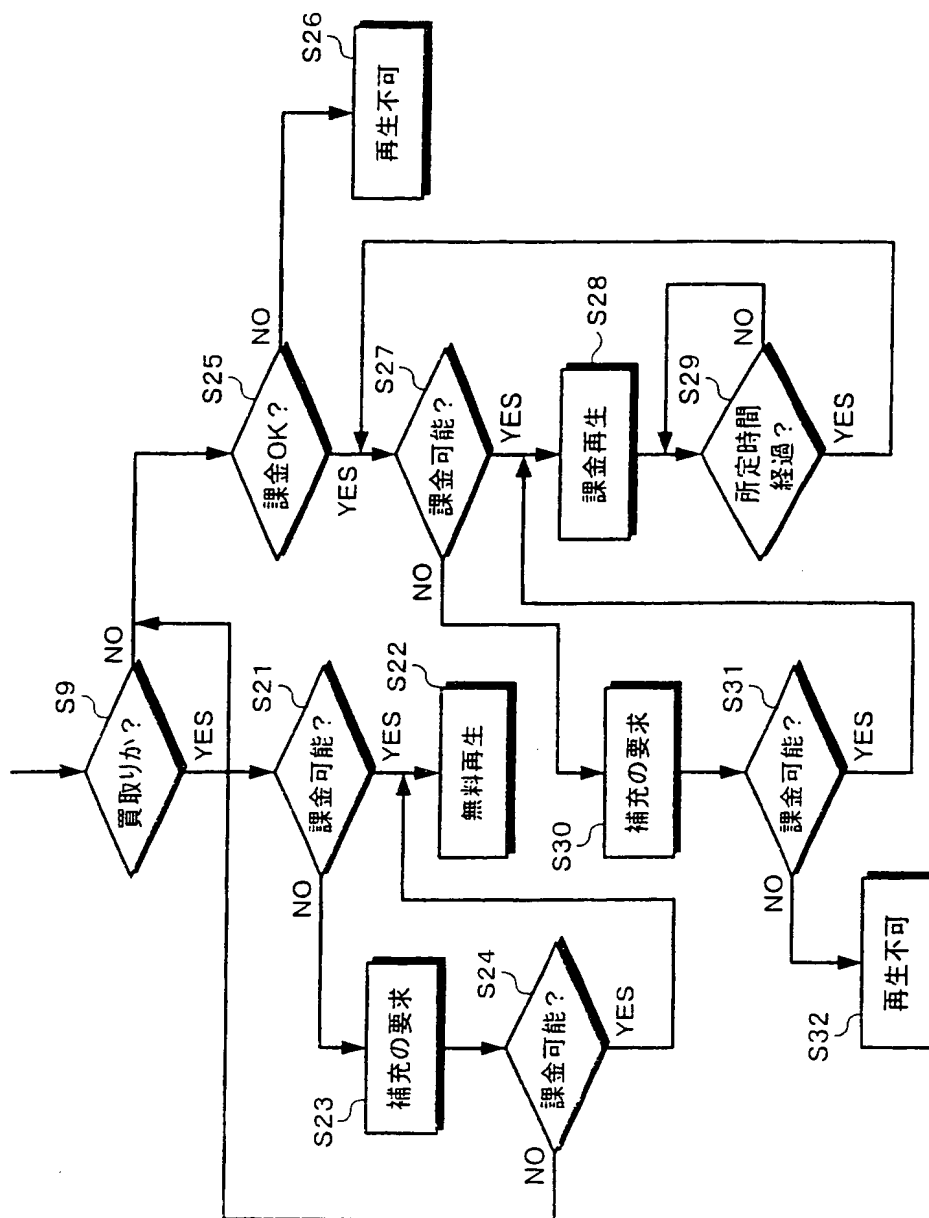 S9
買取りか?
NO
YES
S21
課金可能?
NO
YES
S22
無料再生
S23
補充の要求
S24
課金可能?
YES
NO
S25
課金OK?
NO
YES
S26
再生不可
S27
課金可能?
NO
YES
S28
課金再生
S29
所定時間
経過?
NO
YES
S30
補充の要求
S31
課金可能?
NO
YES
S32
再生不可